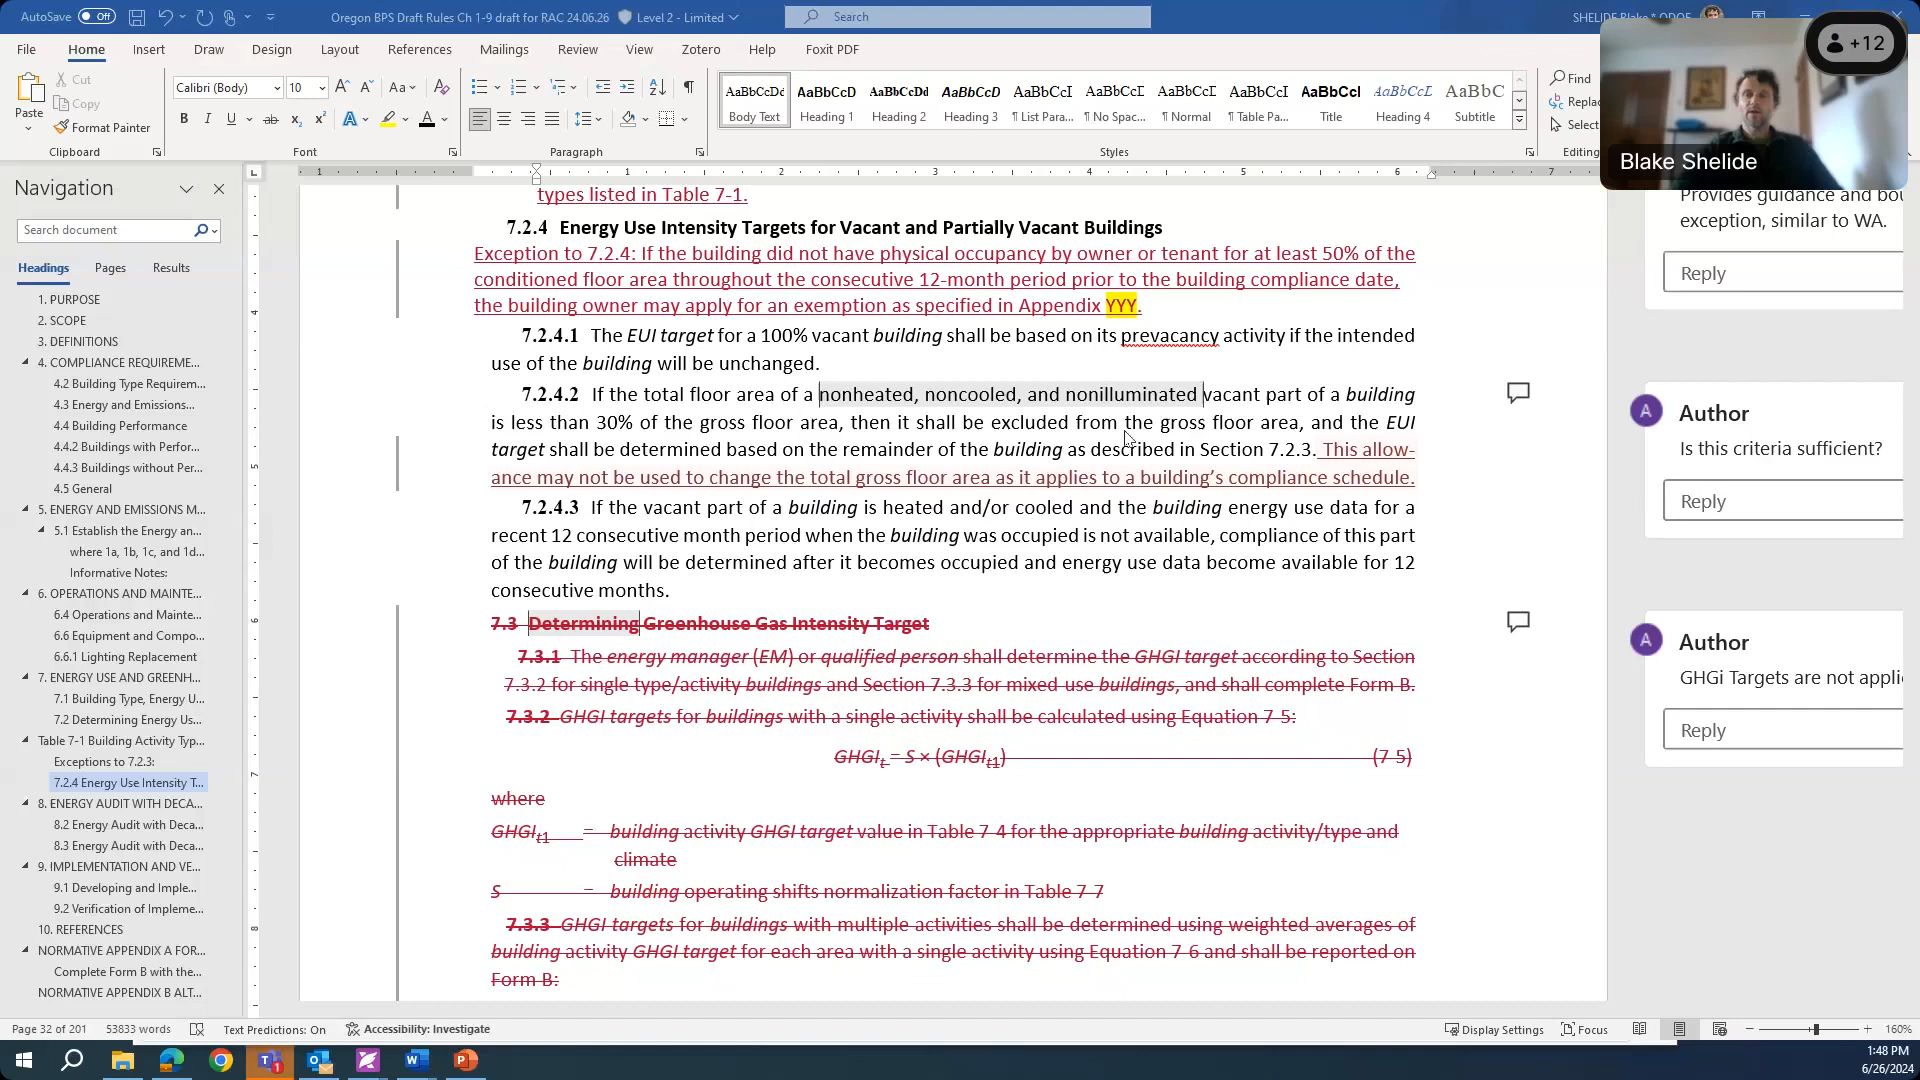 AutoSave Off
Oregon BPS Draft Rules Ch 1-9 draft for RAC 24.06.26
Level 2 - Limited
Search
SHELIDE Blake * ODOE
+12
File Home Insert Draw Design Layout References Mailings Review View Zotero Help Foxit PDF
Paste
Cut
Copy
Format Painter
Clipboard
Calibri (Body)
10
Font
Paragraph
AaBbCcDd AaBbCcD AaBbCcDd AaBbCcD AaBbCcI AaBbCcI AaBbCcI AaBbCcI AaBbCcI AaBbCcL AaBbC
Body Text Heading 1 Heading 2 Heading 3 ¶ List Para... ¶ No Spac... ¶ Normal ¶ Table Pa... Title Heading 4 Subtitle
Styles
Find
Replac
Select
Editing
Blake Shelide
Navigation
Search document
Headings Pages Results
1. PURPOSE
2. SCOPE
3. DEFINITIONS
4. COMPLIANCE REQUIREME...
4.2 Building Type Requirem...
4.3 Energy and Emissions...
4.4 Building Performance
4.4.2 Buildings with Perfor...
4.4.3 Buildings without Per...
4.5 General
5. ENERGY AND EMISSIONS M...
5.1 Establish the Energy an...
where 1a, 1b, 1c, and 1d...
Informative Notes:
6. OPERATIONS AND MAINTE...
6.4 Operations and Mainte...
6.6 Equipment and Compo...
6.6.1 Lighting Replacement
7. ENERGY USE AND GREENH...
7.1 Building Type, Energy U...
7.2 Determining Energy Us...
Table 7-1 Building Activity Typ...
Exceptions to 7.2.3:
7.2.4 Energy Use Intensity T...
8. ENERGY AUDIT WITH DECA...
8.2 Energy Audit with Deca...
8.3 Energy Audit with Deca...
9. IMPLEMENTATION AND VE...
9.1 Developing and Imple...
9.2 Verification of Impleme...
10. REFERENCES
NORMATIVE APPENDIX A FOR...
Complete Form B with the...
NORMATIVE APPENDIX B ALT...
types listed in Table 7-1.
7.2.4 Energy Use Intensity Targets for Vacant and Partially Vacant Buildings
Exception to 7.2.4: If the building did not have physical occupancy by owner or tenant for at least 50% of the
conditioned floor area throughout the consecutive 12-month period prior to the building compliance date,
the building owner may apply for an exemption as specified in Appendix YYY.
7.2.4.1 The EUI target for a 100% vacant building shall be based on its prevacancy activity if the intended
use of the building will be unchanged.
7.2.4.2 If the total floor area of a nonheated, noncooled, and nonilluminated vacant part of a building
is less than 30% of the gross floor area, then it shall be excluded from the gross floor area, and the EUI
target shall be determined based on the remainder of the building as described in Section 7.2.3. This allow-
ance may not be used to change the total gross floor area as it applies to a building's compliance schedule.
7.2.4.3 If the vacant part of a building is heated and/or cooled and the building energy use data for a
recent 12 consecutive month period when the building was occupied is not available, compliance of this part
of the building will be determined after it becomes occupied and energy use data become available for 12
consecutive months.
7.3 Determining Greenhouse Gas Intensity Target
7.3.1 The energy manager (EM) or qualified person shall determine the GHGI target according to Section
7.3.2 for single type/activity buildings and Section 7.3.3 for mixed-use buildings, and shall complete Form B.
7.3.2 GHGI targets for buildings with a single activity shall be calculated using Equation 7-5:
GHGIt = S × (GHGIt1) (7-5)
where
GHGIt1 = building activity GHGI target value in Table 7-4 for the appropriate building activity/type and
climate
S = building operating shifts normalization factor in Table 7-7
7.3.3 GHGI targets for buildings with multiple activities shall be determined using weighted averages of
building activity GHGI target for each area with a single activity using Equation 7-6 and shall be reported on
Form B:
Provides guidance and bou
exception, similar to WA.
Reply
A Author
Is this criteria sufficient?
Reply
A Author
GHGi Targets are not applic
Reply
Page 32 of 201 53833 words Text Predictions: On Accessibility: Investigate
Display Settings Focus 160%
1:48 PM
6/26/2024